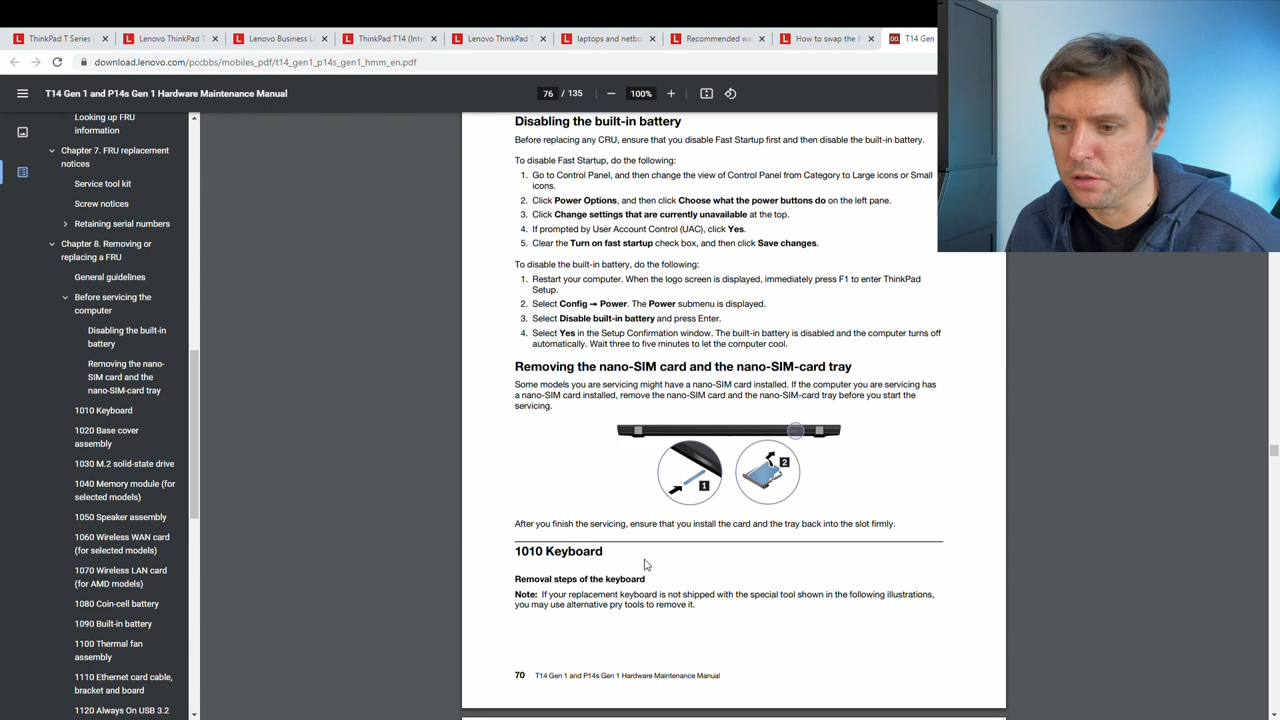 ThinkPad T Series
Lenovo ThinkPad T
Lenovo Business L
ThinkPad T14 (Inte
Lenovo ThinkPad T
laptops and netbo
Recommended wa
How to swap the F
T14 Gen
download.lenovo.com/pccbbs/mobiles_pdf/t14_gen1_p14s_gen1_hmm_en.pdf
T14 Gen 1 and P14s Gen 1 Hardware Maintenance Manual
76 / 135
100%
Looking up FRU
information
Chapter 7. FRU replacement
notices
Service tool kit
Screw notices
Retaining serial numbers
Chapter 8. Removing or
replacing a FRU
General guidelines
Before servicing the
computer
Disabling the built-in
battery
Removing the nano-
SIM card and the
nano-SIM-card tray
1010 Keyboard
1020 Base cover
assembly
1030 M.2 solid-state drive
1040 Memory module (for
selected models)
1050 Speaker assembly
1060 Wireless WAN card
(for selected models)
1070 Wireless LAN card
(for AMD models)
1080 Coin-cell battery
1090 Built-in battery
1100 Thermal fan
assembly
1110 Ethernet card cable,
bracket and board
1120 Always On USB 3.2
Disabling the built-in battery
Before replacing any CRU, ensure that you disable Fast Startup first and then disable the built-in battery.
To disable Fast Startup, do the following:
1. Go to Control Panel, and then change the view of Control Panel from Category to Large icons or Small
icons.
2. Click Power Options, and then click Choose what the power buttons do on the left pane.
3. Click Change settings that are currently unavailable at the top.
4. If prompted by User Account Control (UAC), click Yes.
5. Clear the Turn on fast startup check box, and then click Save changes.
To disable the built-in battery, do the following:
1. Restart your computer. When the logo screen is displayed, immediately press F1 to enter ThinkPad
Setup.
2. Select Config → Power. The Power submenu is displayed.
3. Select Disable built-in battery and press Enter.
4. Select Yes in the Setup Confirmation window. The built-in battery is disabled and the computer turns off
automatically. Wait three to five minutes to let the computer cool.
Removing the nano-SIM card and the nano-SIM-card tray
Some models you are servicing might have a nano-SIM card installed. If the computer you are servicing has
a nano-SIM card installed, remove the nano-SIM card and the nano-SIM-card tray before you start the
servicing.
1
2
After you finish the servicing, ensure that you install the card and the tray back into the slot firmly.
1010 Keyboard
Removal steps of the keyboard
Note: If your replacement keyboard is not shipped with the special tool shown in the following illustrations,
you may use alternative pry tools to remove it.
70 T14 Gen 1 and P14s Gen 1 Hardware Maintenance Manual